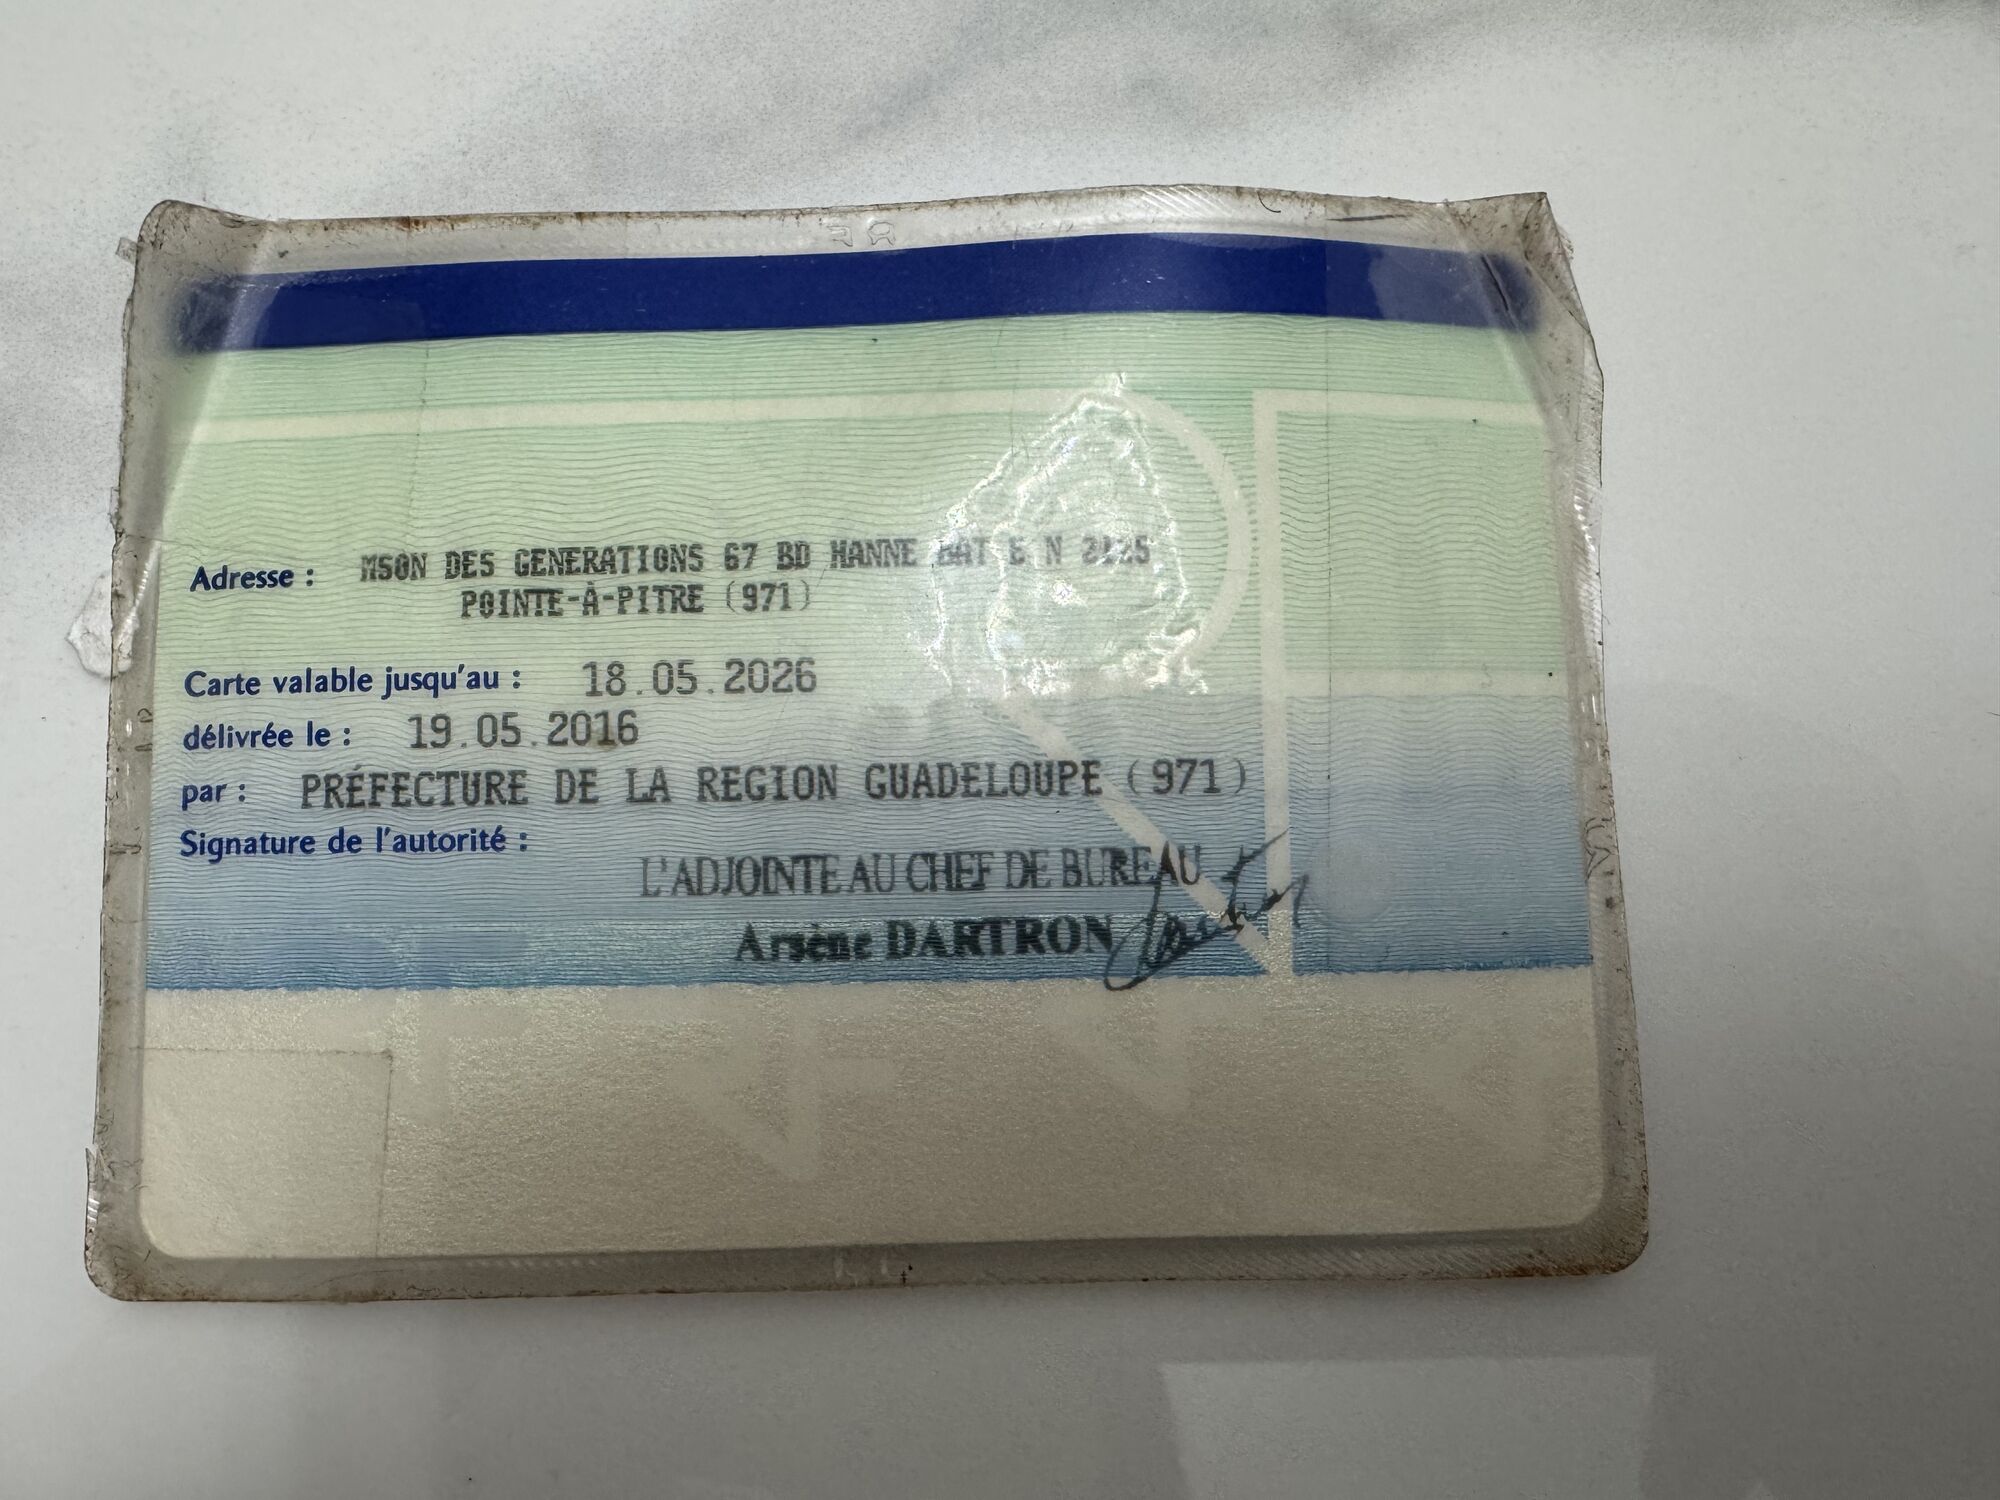 RF
Adresse : MSON DES GENERATIONS 67 BD HANNE BAT E N
POINTE-À-PITRE (971)
Carte valable jusqu'au : 18.05.2026
délivrée le : 19.05.2016
par : PRÉFECTURE DE LA REGION GUADELOUPE (971)
Signature de l'autorité :
L'ADJOINTE AU CHEF DE BUREAU
Arsène DARTRON